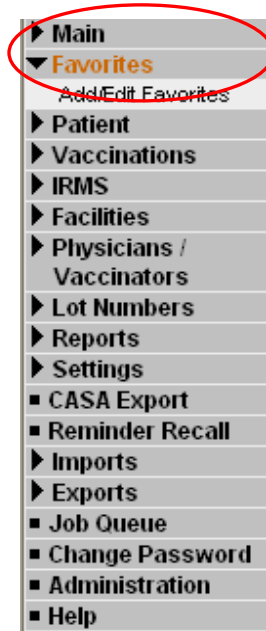 Main
Favorites
Add/Edit Favorites
Patient
Vaccinations
IRMS
Facilities
Physicians /
Vaccinators
Lot Numbers
Reports
Settings
CASA Export
Reminder Recall
Imports
Exports
Job Queue
Change Password
Administration
Help